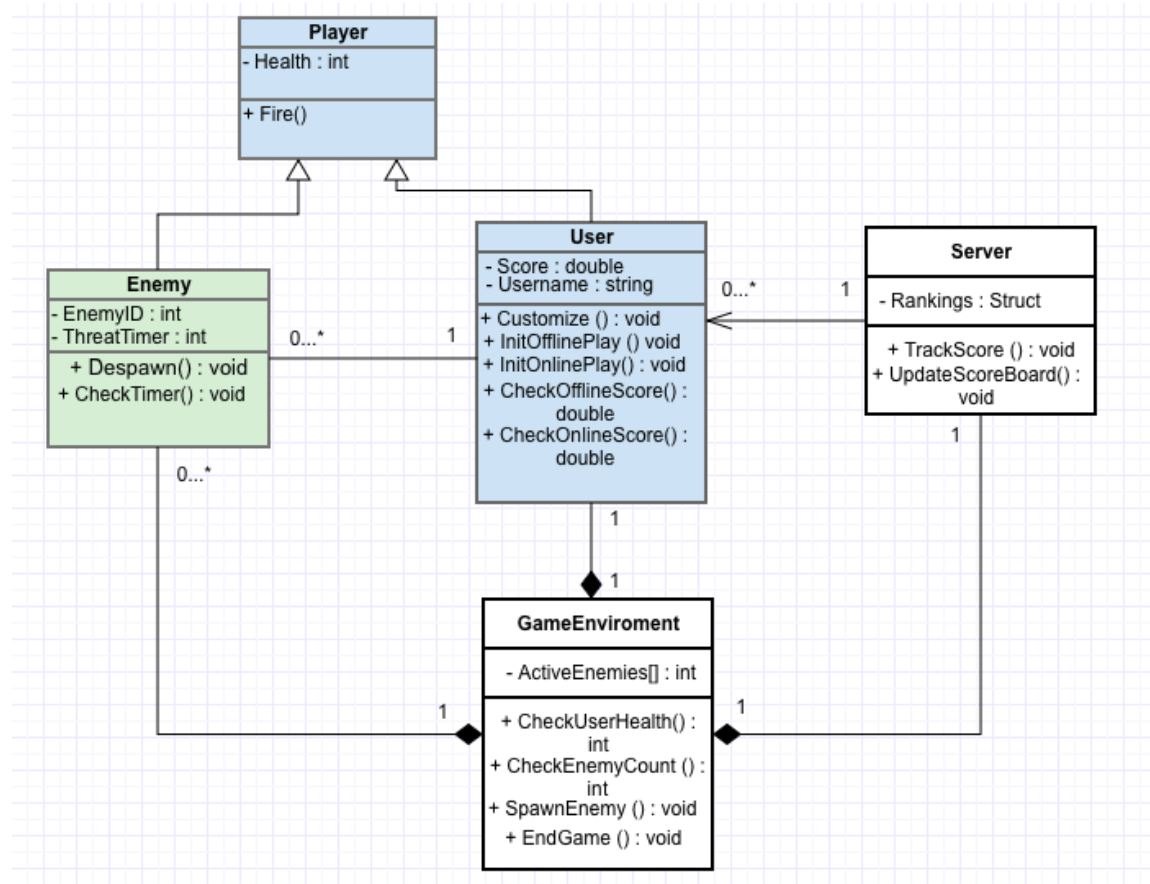 Player
- Health : int
+ Fire()
User
- Score : double
- Username : string
+ Customize () : void
+ InitOfflinePlay () void
+ InitOnlinePlay() : void
+ CheckOfflineScore() :
double
+ CheckOnlineScore() :
double
Server
- Rankings : Struct
+ TrackScore () : void
+ UpdateScoreBoard() :
void
Enemy
- EnemyID : int
- ThreatTimer : int
+ Despawn() : void
+ CheckTimer() : void
0...*
1
0...*
1
0...*
1
1
1
GameEnviroment
- ActiveEnemies[] : int
+ CheckUserHealth() :
int
+ CheckEnemyCount () :
int
+ SpawnEnemy () : void
+ EndGame () : void
1
1